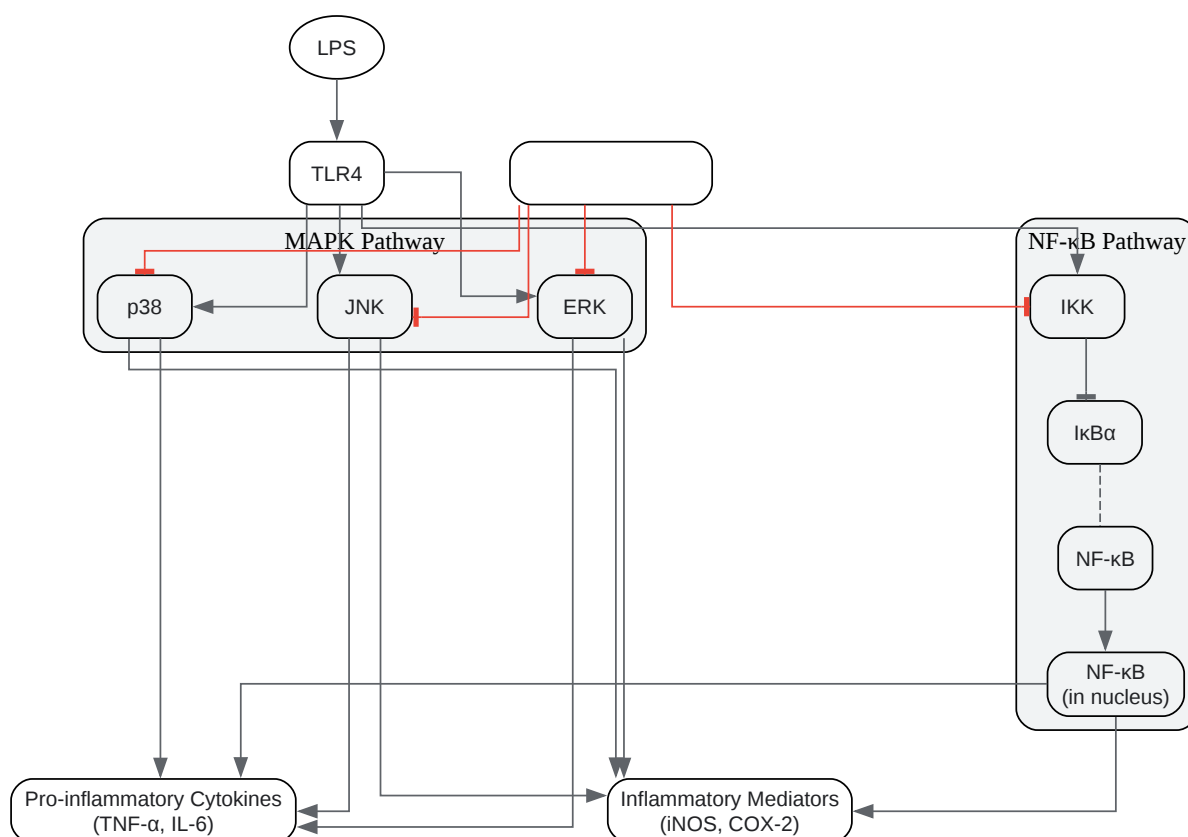 LPS
TLR4
MAPK Pathway
NF-κB Pathway
p38
JNK
ERK
IKK
IκBα
NF-κB
NF-κB
(in nucleus)
Pro-inflammatory Cytokines
(TNF-α, IL-6)
Inflammatory Mediators
(iNOS, COX-2)